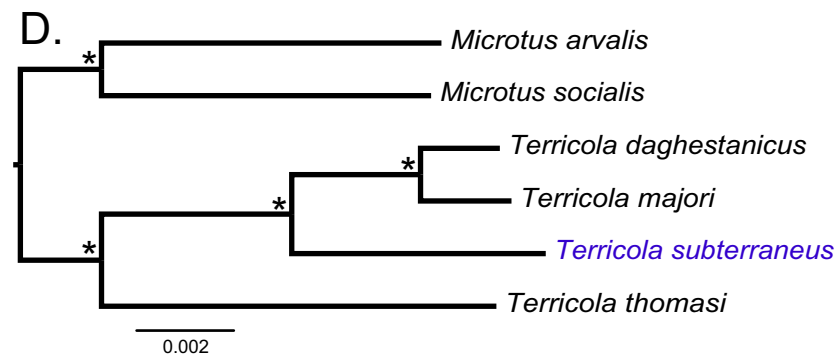 D.
Microtus arvalis
*
Microtus socialis
Terricola daghestanicus
*
Terricola majori
*
Terricola subterraneus
*
Terricola thomasi
0.002